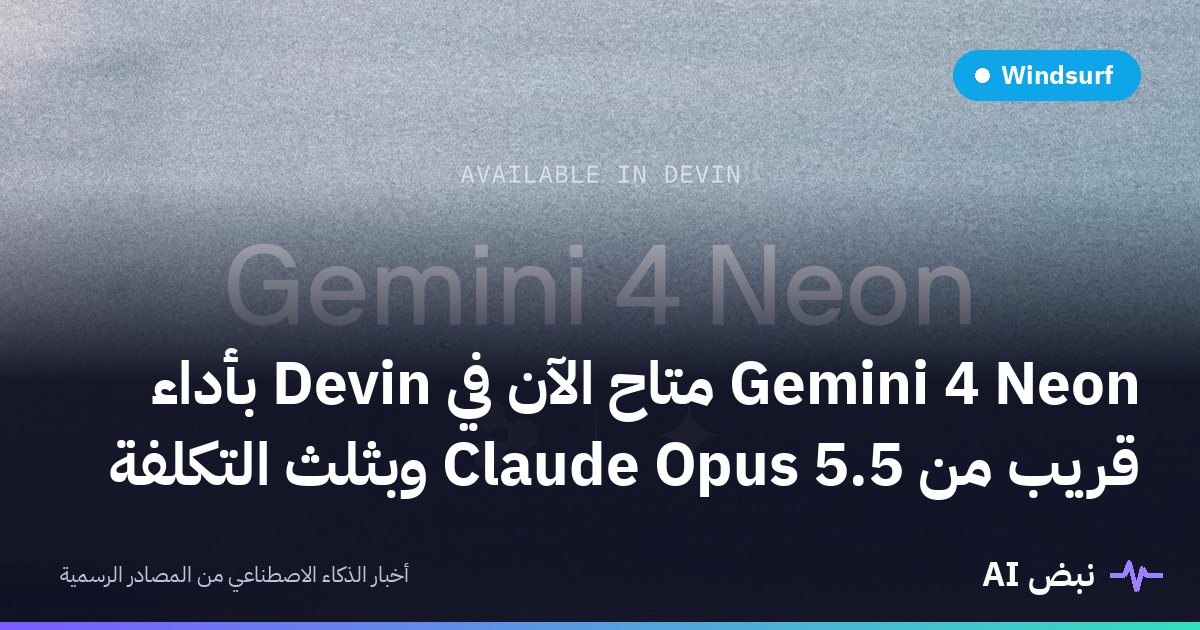 Windsurf
AVAILABLE IN DEVIN
Gemini 4 Neon
Gemini 4 Neon متاح الآن في Devin بأداء
قريب من Claude Opus 5.5 وبثلث التكلفة
نبض AI
أخبار الذكاء الاصطناعي من المصادر الرسمية